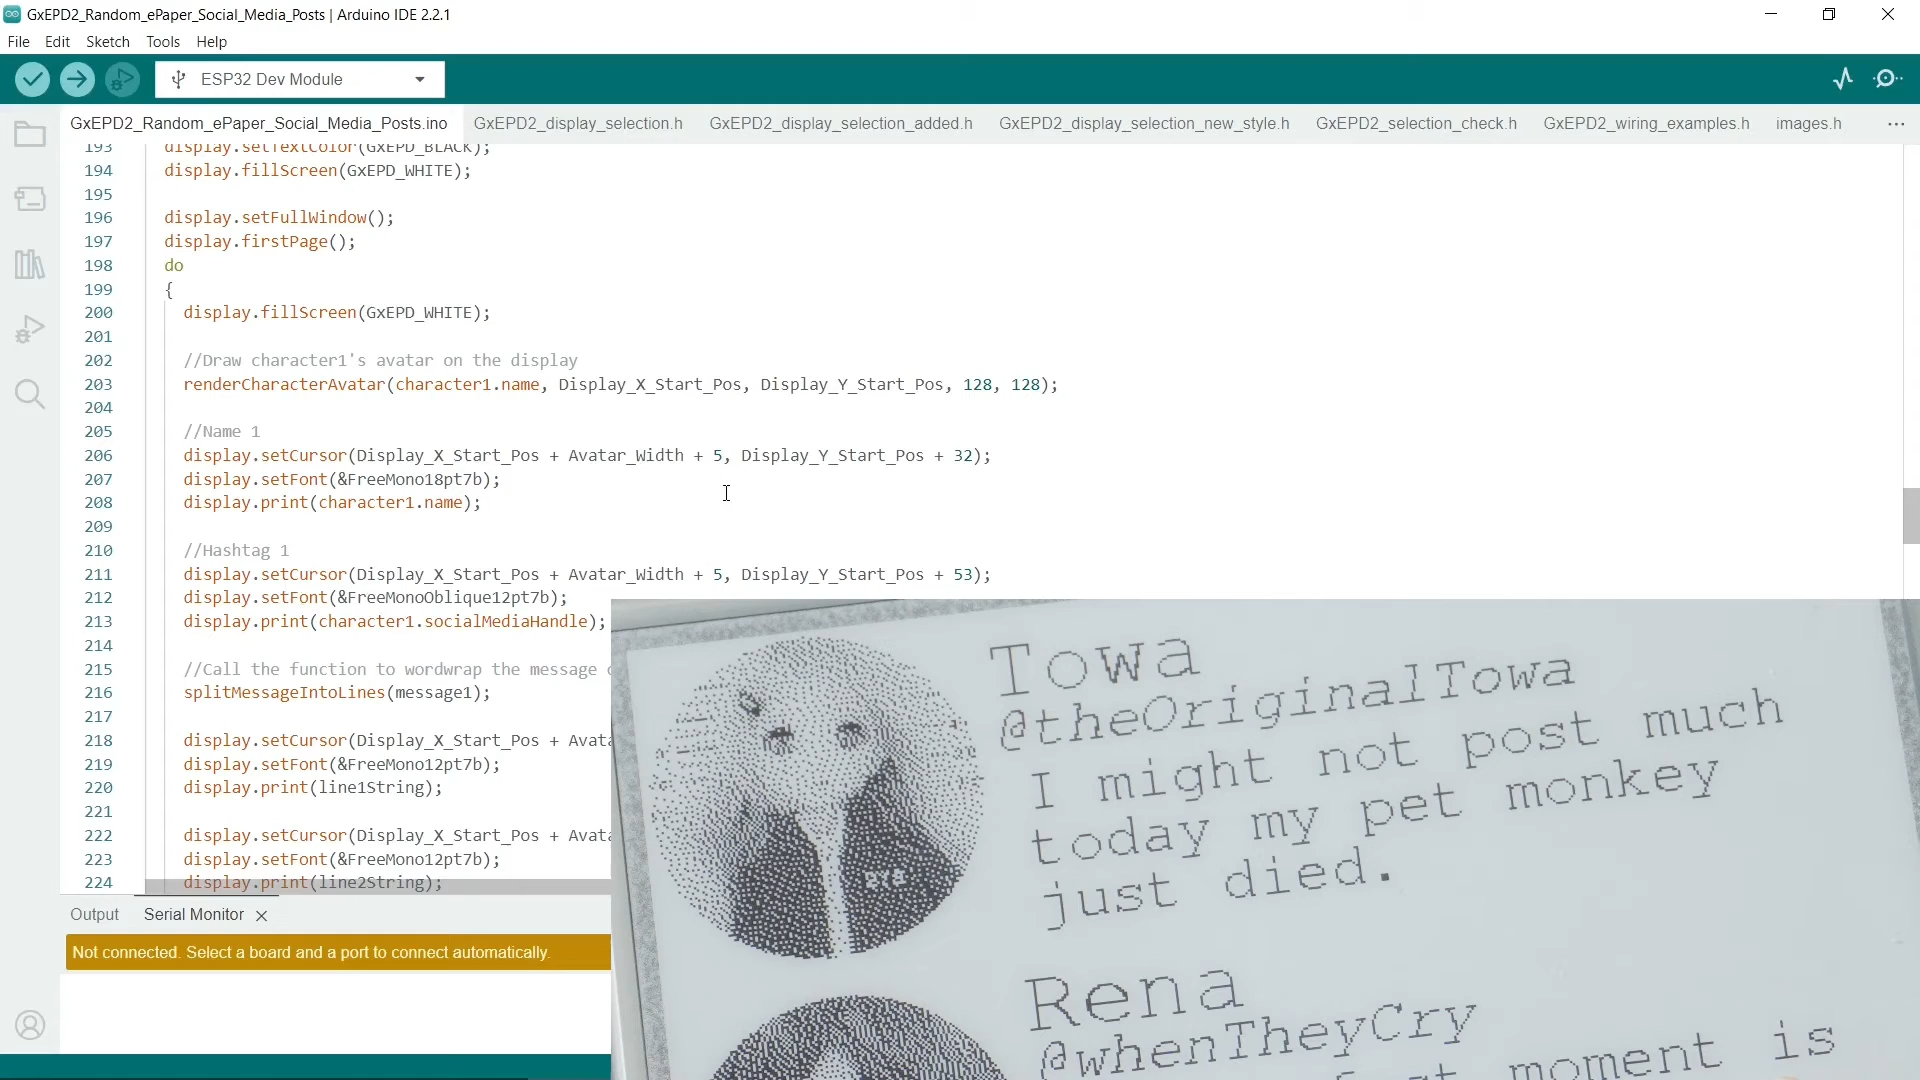 GxEPD2_Random_ePaper_Social_Media_Posts | Arduino IDE 2.2.1
File Edit Sketch Tools Help
ESP32 Dev Module
GxEPD2_Random_ePaper_Social_Media_Posts.ino GxEPD2_display_selection.h GxEPD2_display_selection_added.h GxEPD2_display_selection_new_style.h GxEPD2_selection_check.h GxEPD2_wiring_examples.h images.h ...
193 display.setTextColor(GxEPD_BLACK);
194 display.fillScreen(GxEPD_WHITE);
195
196 display.setFullWindow();
197 display.firstPage();
198 do
199 {
200 display.fillScreen(GxEPD_WHITE);
201
202 //Draw character1's avatar on the display
203 renderCharacterAvatar(character1.name, Display_X_Start_Pos, Display_Y_Start_Pos, 128, 128);
204
205 //Name 1
206 display.setCursor(Display_X_Start_Pos + Avatar_Width + 5, Display_Y_Start_Pos + 32);
207 display.setFont(&FreeMono18pt7b);
208 display.print(character1.name);
209
210 //Hashtag 1
211 display.setCursor(Display_X_Start_Pos + Avatar_Width + 5, Display_Y_Start_Pos + 53);
212 display.setFont(&FreeMonoOblique12pt7b);
213 display.print(character1.socialMediaHandle);
214
215 //Call the function to wordwrap the message
216 splitMessageIntoLines(message1);
217
218 display.setCursor(Display_X_Start_Pos + Avata
219 display.setFont(&FreeMono12pt7b);
220 display.print(line1String);
221
222 display.setCursor(Display_X_Start_Pos + Avata
223 display.setFont(&FreeMono12pt7b);
224 display.print(line2String);
Output Serial Monitor
Not connected. Select a board and a port to connect automatically.
Towa
@theOriginalTowa
I might not post much
today my pet monkey
just died.
Rena
@whenTheyCry
moment is